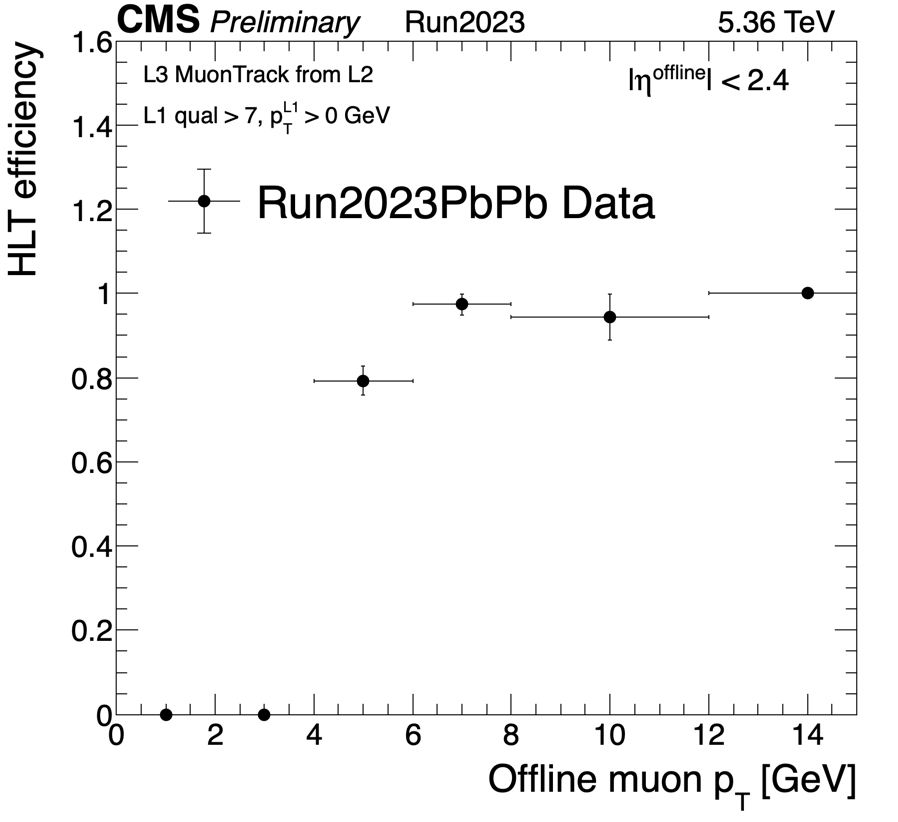 CMS Preliminary Run2023 5.36 TeV
L3 MuonTrack from L2
|η^offline| < 2.4
L1 qual > 7, p_T^L1 > 0 GeV
Run2023PbPb Data
HLT efficiency
1.6
1.4
1.2
1
0.8
0.6
0.4
0.2
0
0 2 4 6 8 10 12 14
Offline muon p_T [GeV]